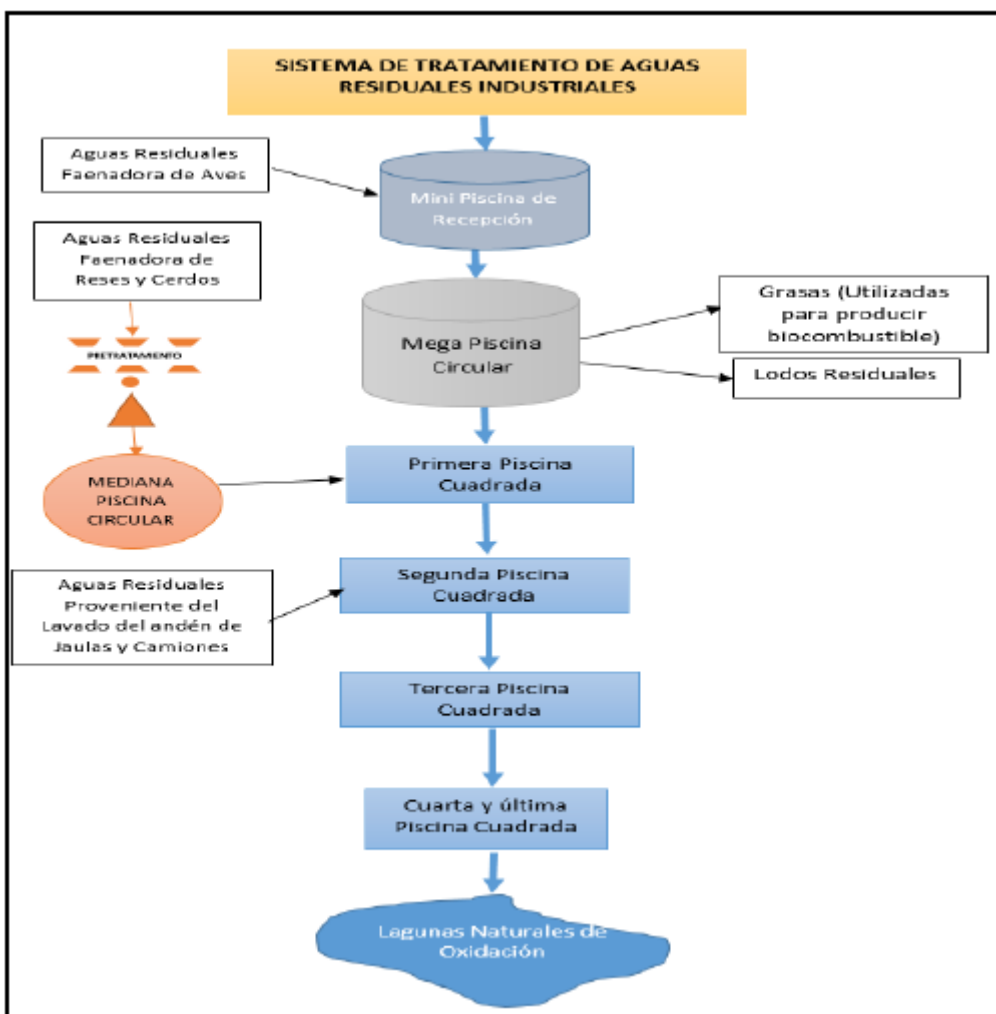 SISTEMA DE TRATAMIENTO DE AGUAS
RESIDUALES INDUSTRIALES
Aguas Residuales
Faenadora de Aves
Mini Piscina de
Recepción
Aguas Residuales
Faenadora de
Reses y Cerdos
Grasas (Utilizadas
para producir
biocombustible)
PRETRATAMIENTO
Mega Piscina
Circular
Lodos Residuales
Primera Piscina
Cuadrada
MEDIANA
PISCINA
CIRCULAR
Segunda Piscina
Cuadrada
Aguas Residuales
Proveniente del
Lavado del andén de
Jaulas y Camiones
Tercera Piscina
Cuadrada
Cuarta y última
Piscina Cuadrada
Lagunas Naturales de
Oxidación